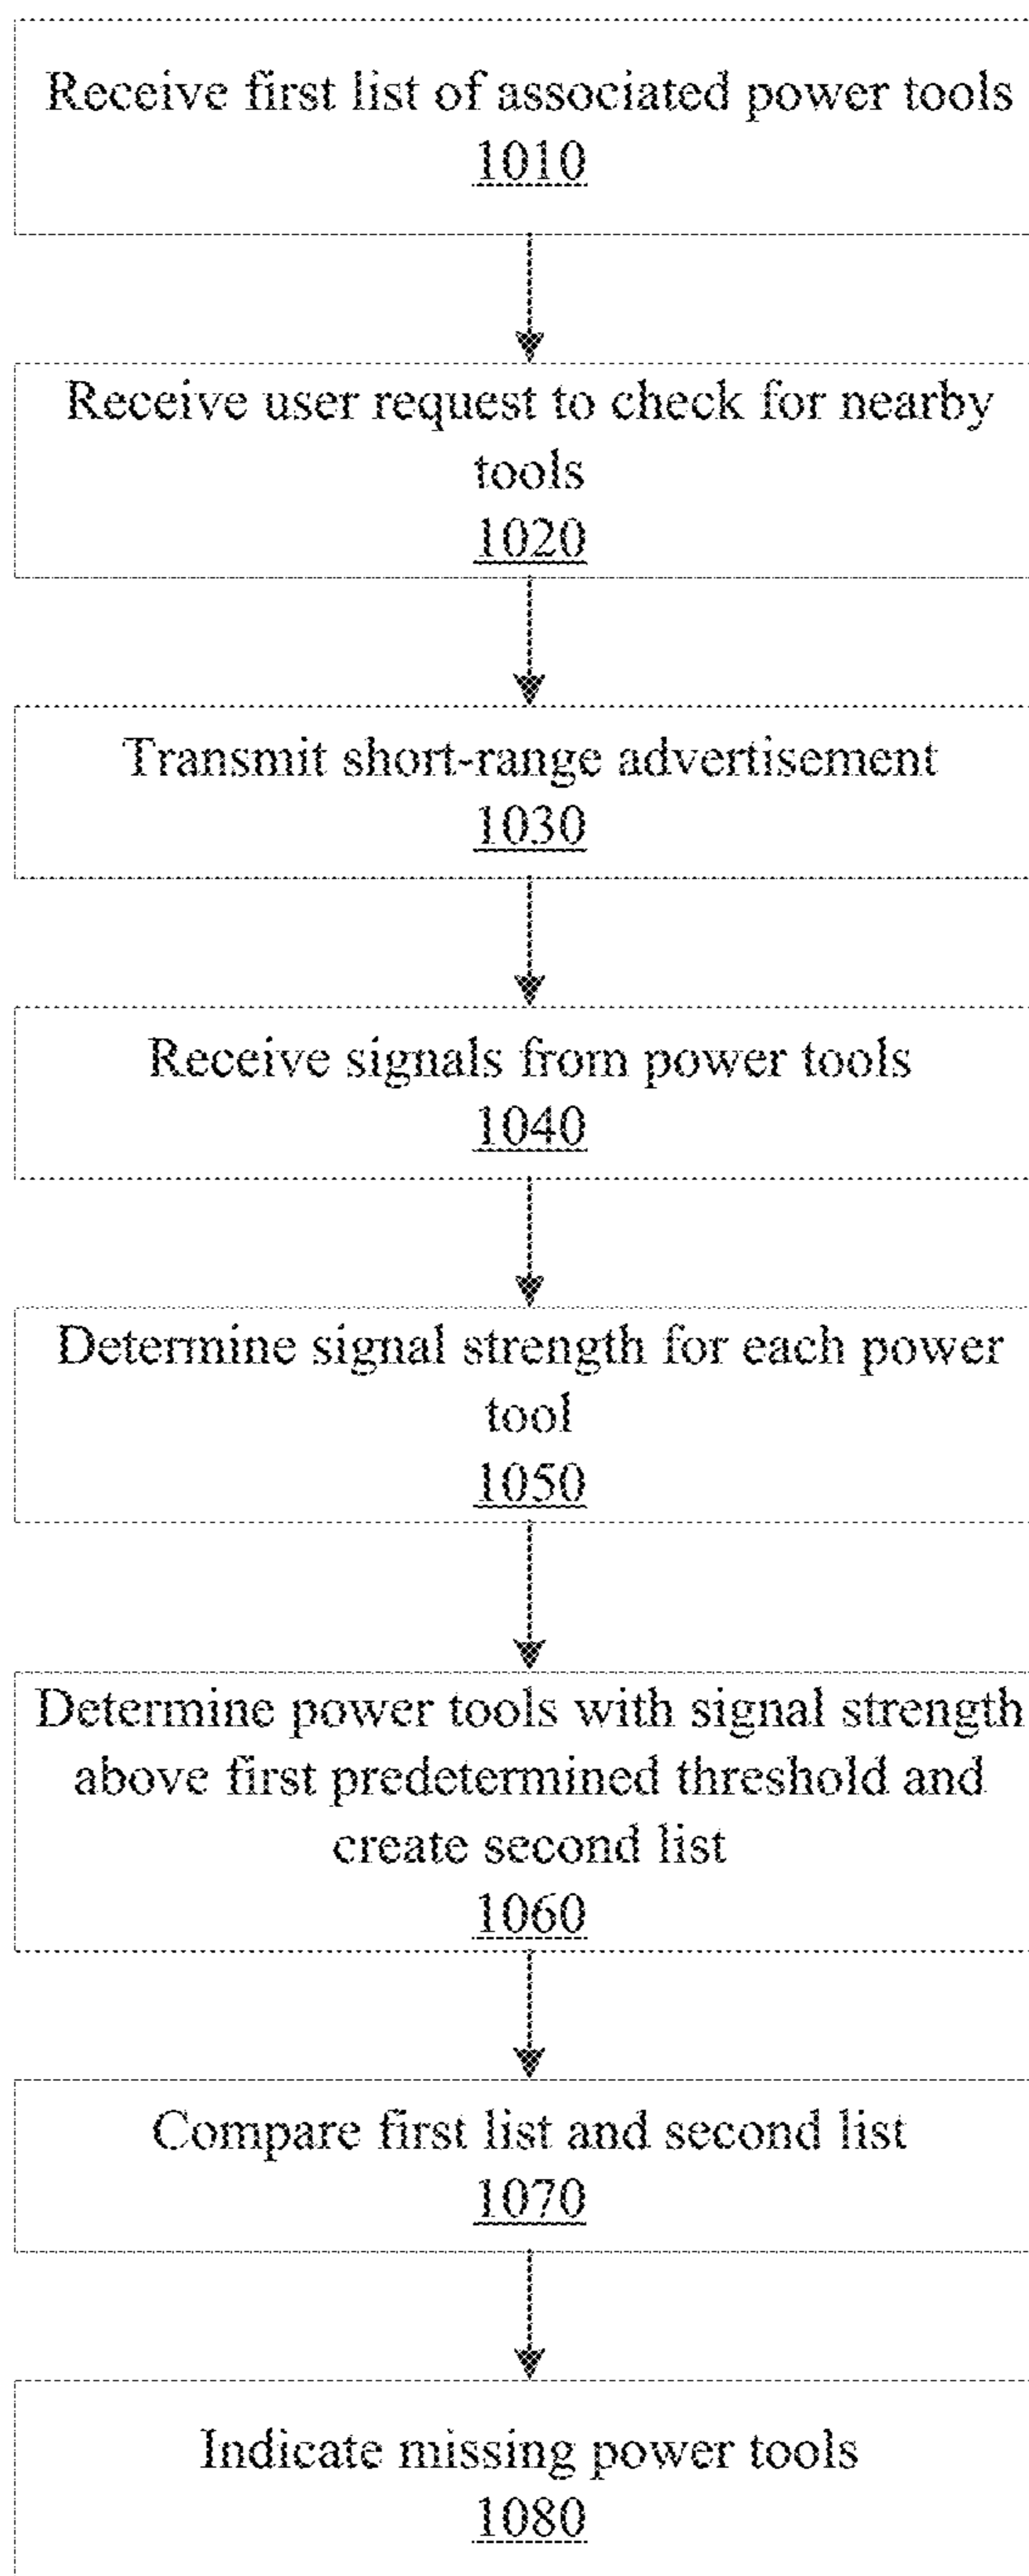 Receive first list of associated power tools
1010
Receive user request to check for nearby
tools
1020
Transmit short-range advertisement
1030
Receive signals from power tools
1040
Determine signal strength for each power
tool
1050
Determine power tools with signal strength
above first predetermined threshold and
create second list
1060
Compare first list and second list
1070
Indicate missing power tools
1080